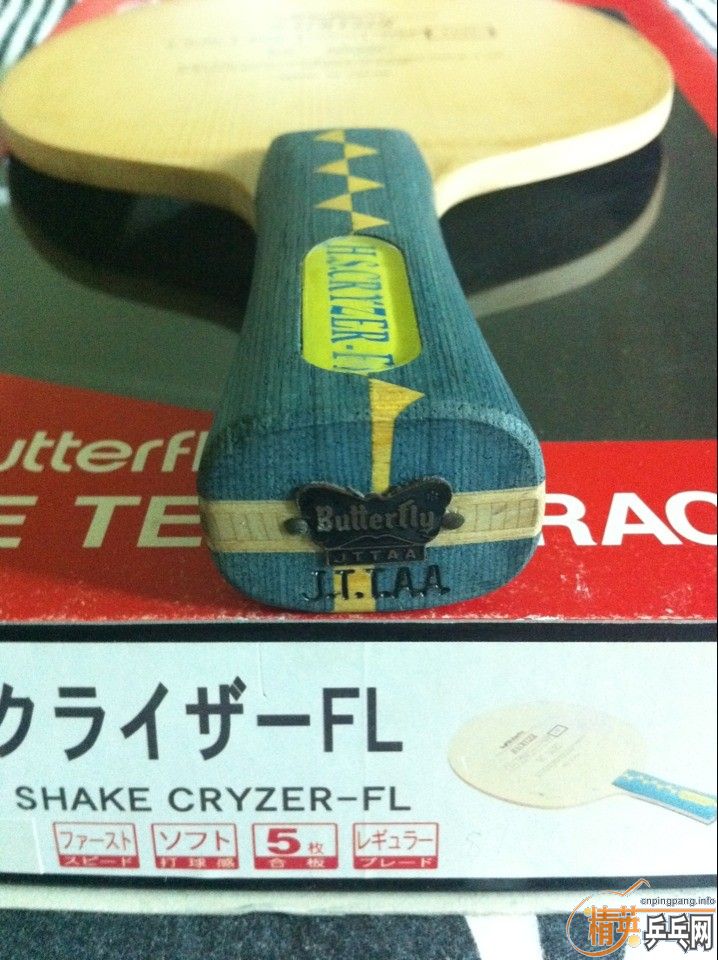 H.S.CRYZER-FL
utterfl
E TE
RAC
Butterfly
JTTAA
J.T.T.A.A.
クライザーFL
SHAKE CRYZER-FL
ファースト ソフト 5枚 レギュラー
スピード 打球感 合板 ブレード
cnpingpang.info
精英乒乓网